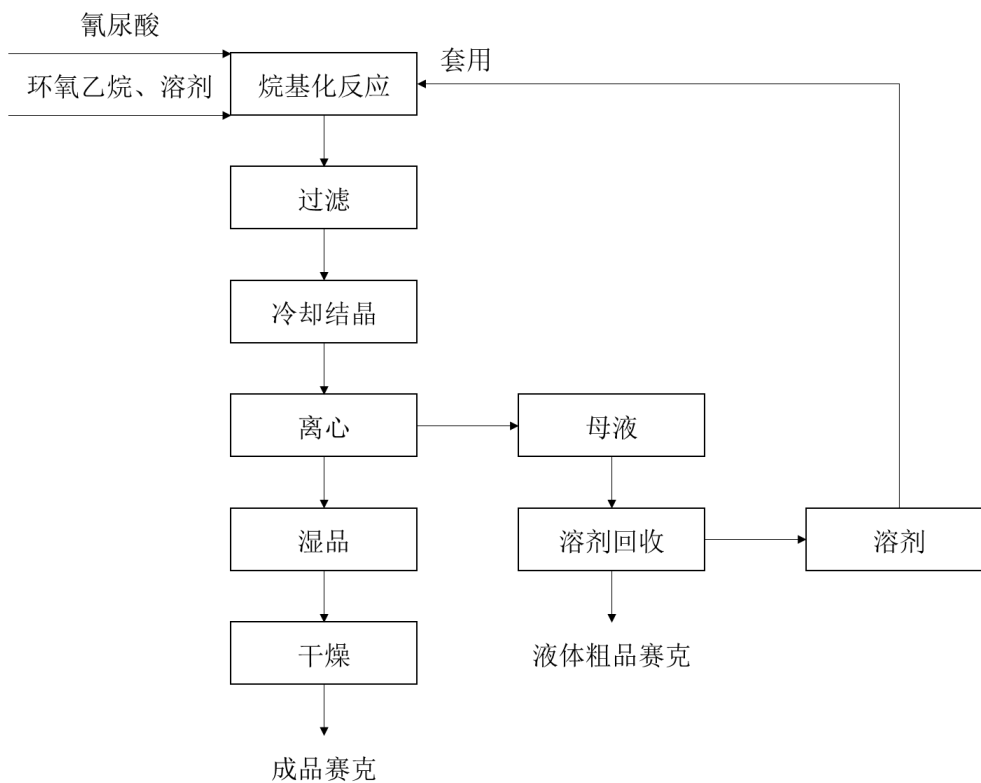 氰尿酸
环氧乙烷、溶剂
烷基化反应
套用
过滤
冷却结晶
离心
母液
湿品
溶剂回收
溶剂
干燥
液体粗品赛克
成品赛克